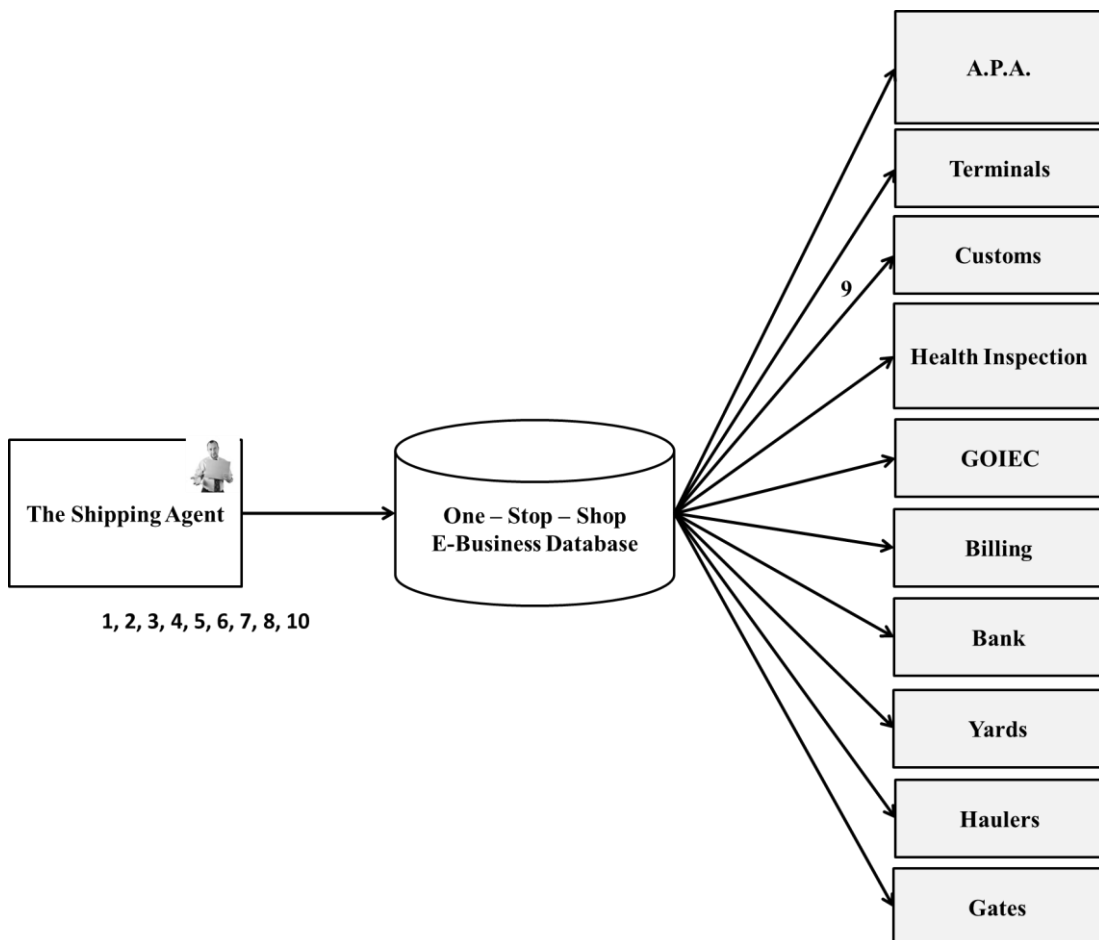 A.P.A.
Terminals
Customs
9
Health Inspection
The Shipping Agent
One – Stop – Shop
E-Business Database
1, 2, 3, 4, 5, 6, 7, 8, 10
GOIEC
Billing
Bank
Yards
Haulers
Gates